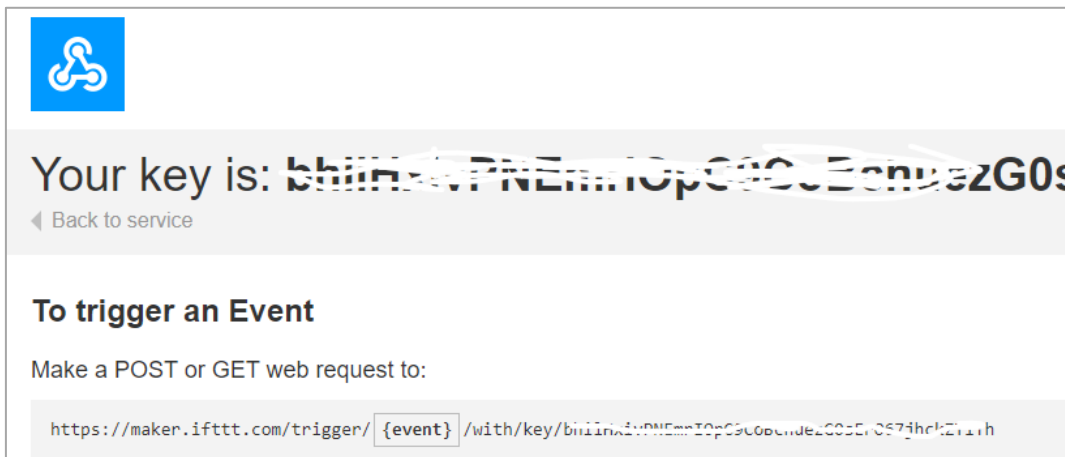 Your key is:
Back to service
To trigger an Event
Make a POST or GET web request to:
https://maker.ifttt.com/trigger/ {event} /with/key/